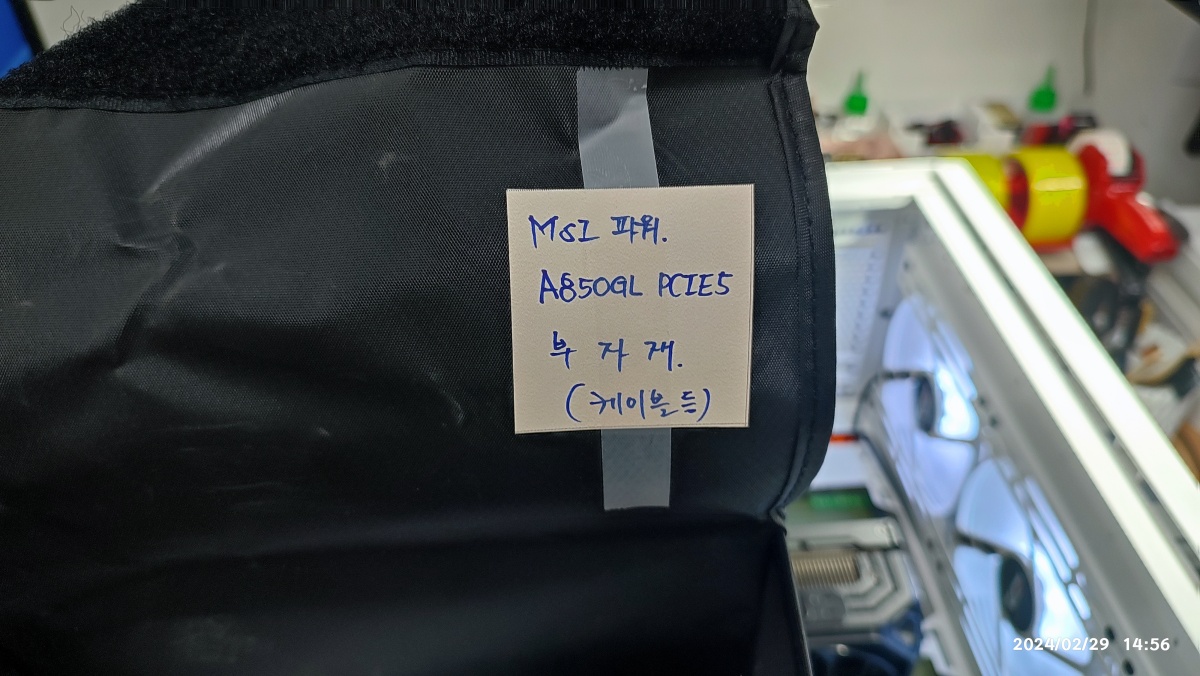 MSI 파워.
A850GL PCIE5
부 자 재.
(케이블 등)
2024/02/29 14:56